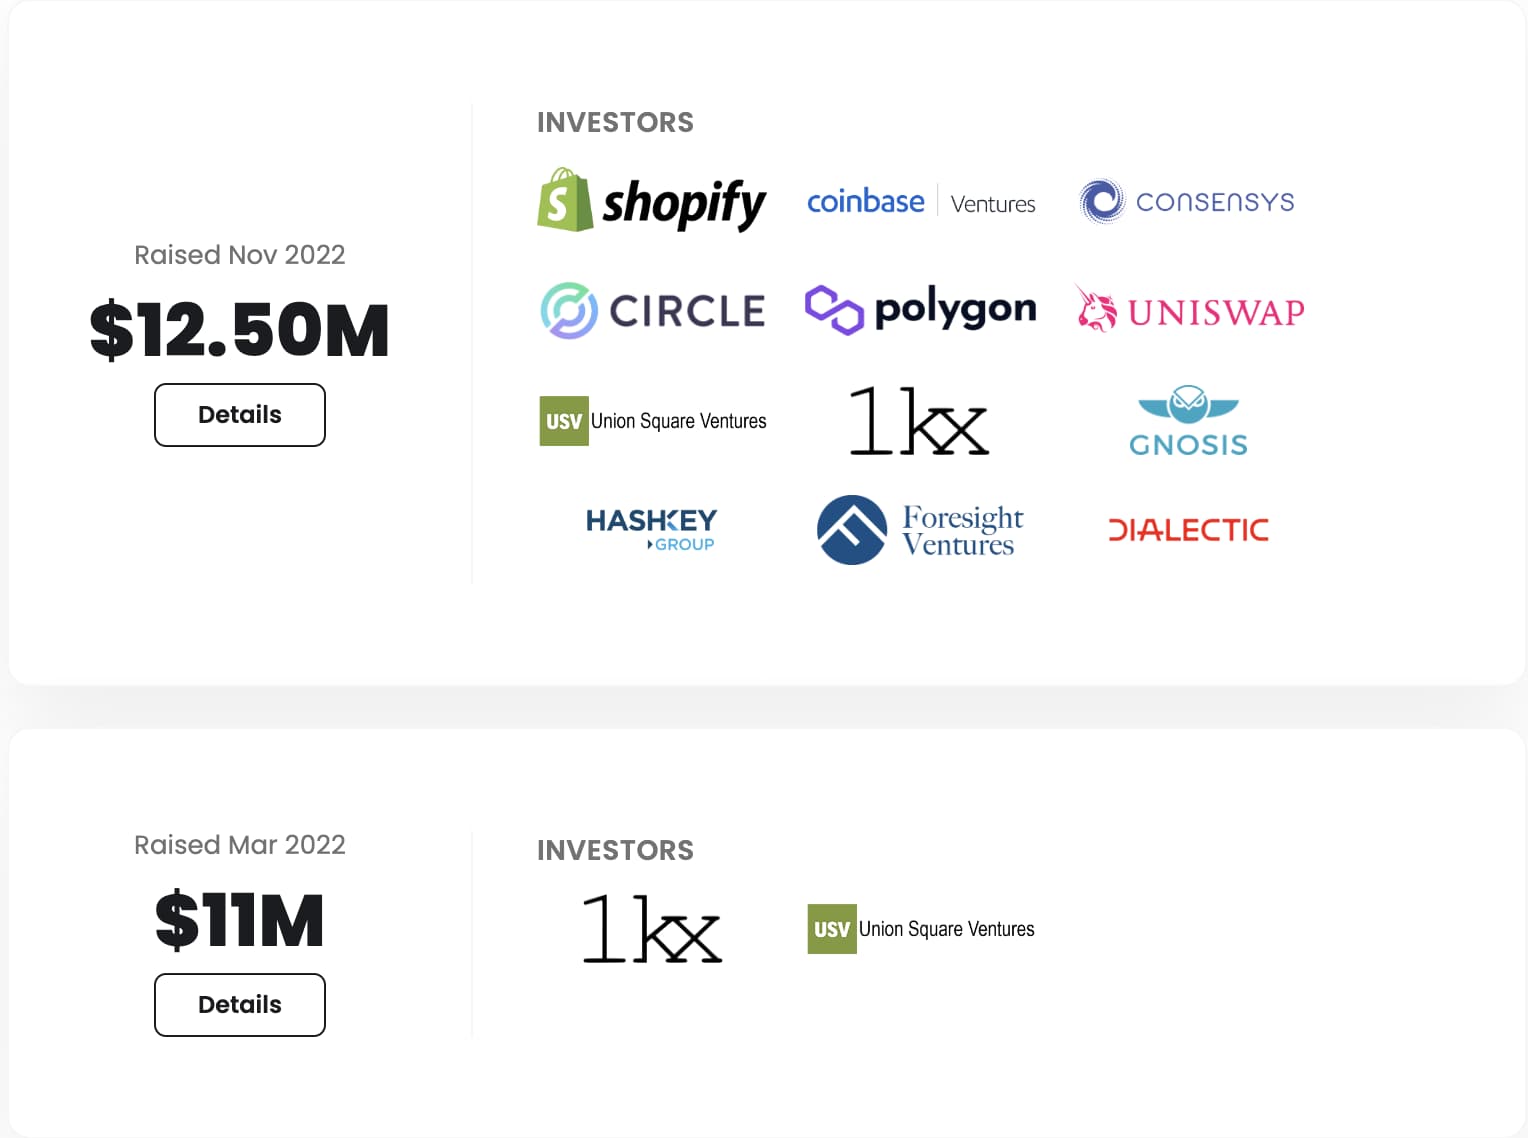 Raised Nov 2022
$12.50M
Details
INVESTORS
S shopify
coinbase Ventures
CONSENSYS
CIRCLE
polygon
UNISWAP
USV Union Square Ventures
1kx
GNOSIS
HASHKEY
GROUP
Foresight
Ventures
DIALECTIC
Raised Mar 2022
$11M
Details
INVESTORS
1kx
USV Union Square Ventures